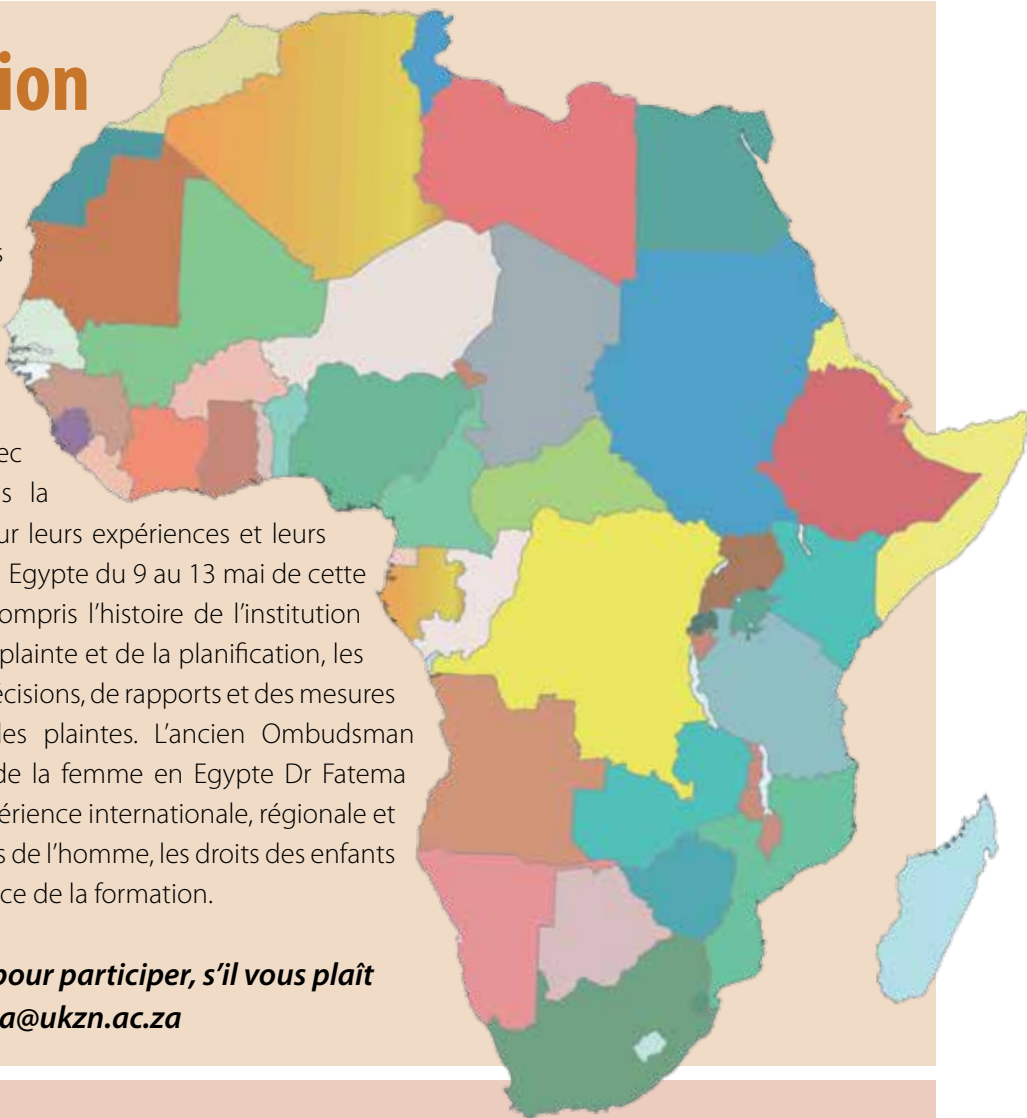 ion
s
ec
s la
ur leurs expériences et leurs
Egypte du 9 au 13 mai de cette
ompris l’histoire de l’institution
plainte et de la planification, les
écisions, de rapports et des mesures
les plaintes. L’ancien Ombudsman
de la femme en Egypte Dr Fatema
périence internationale, régionale et
s de l’homme, les droits des enfants
ce de la formation.
pour participer, s’il vous plaît
a@ukzn.ac.za